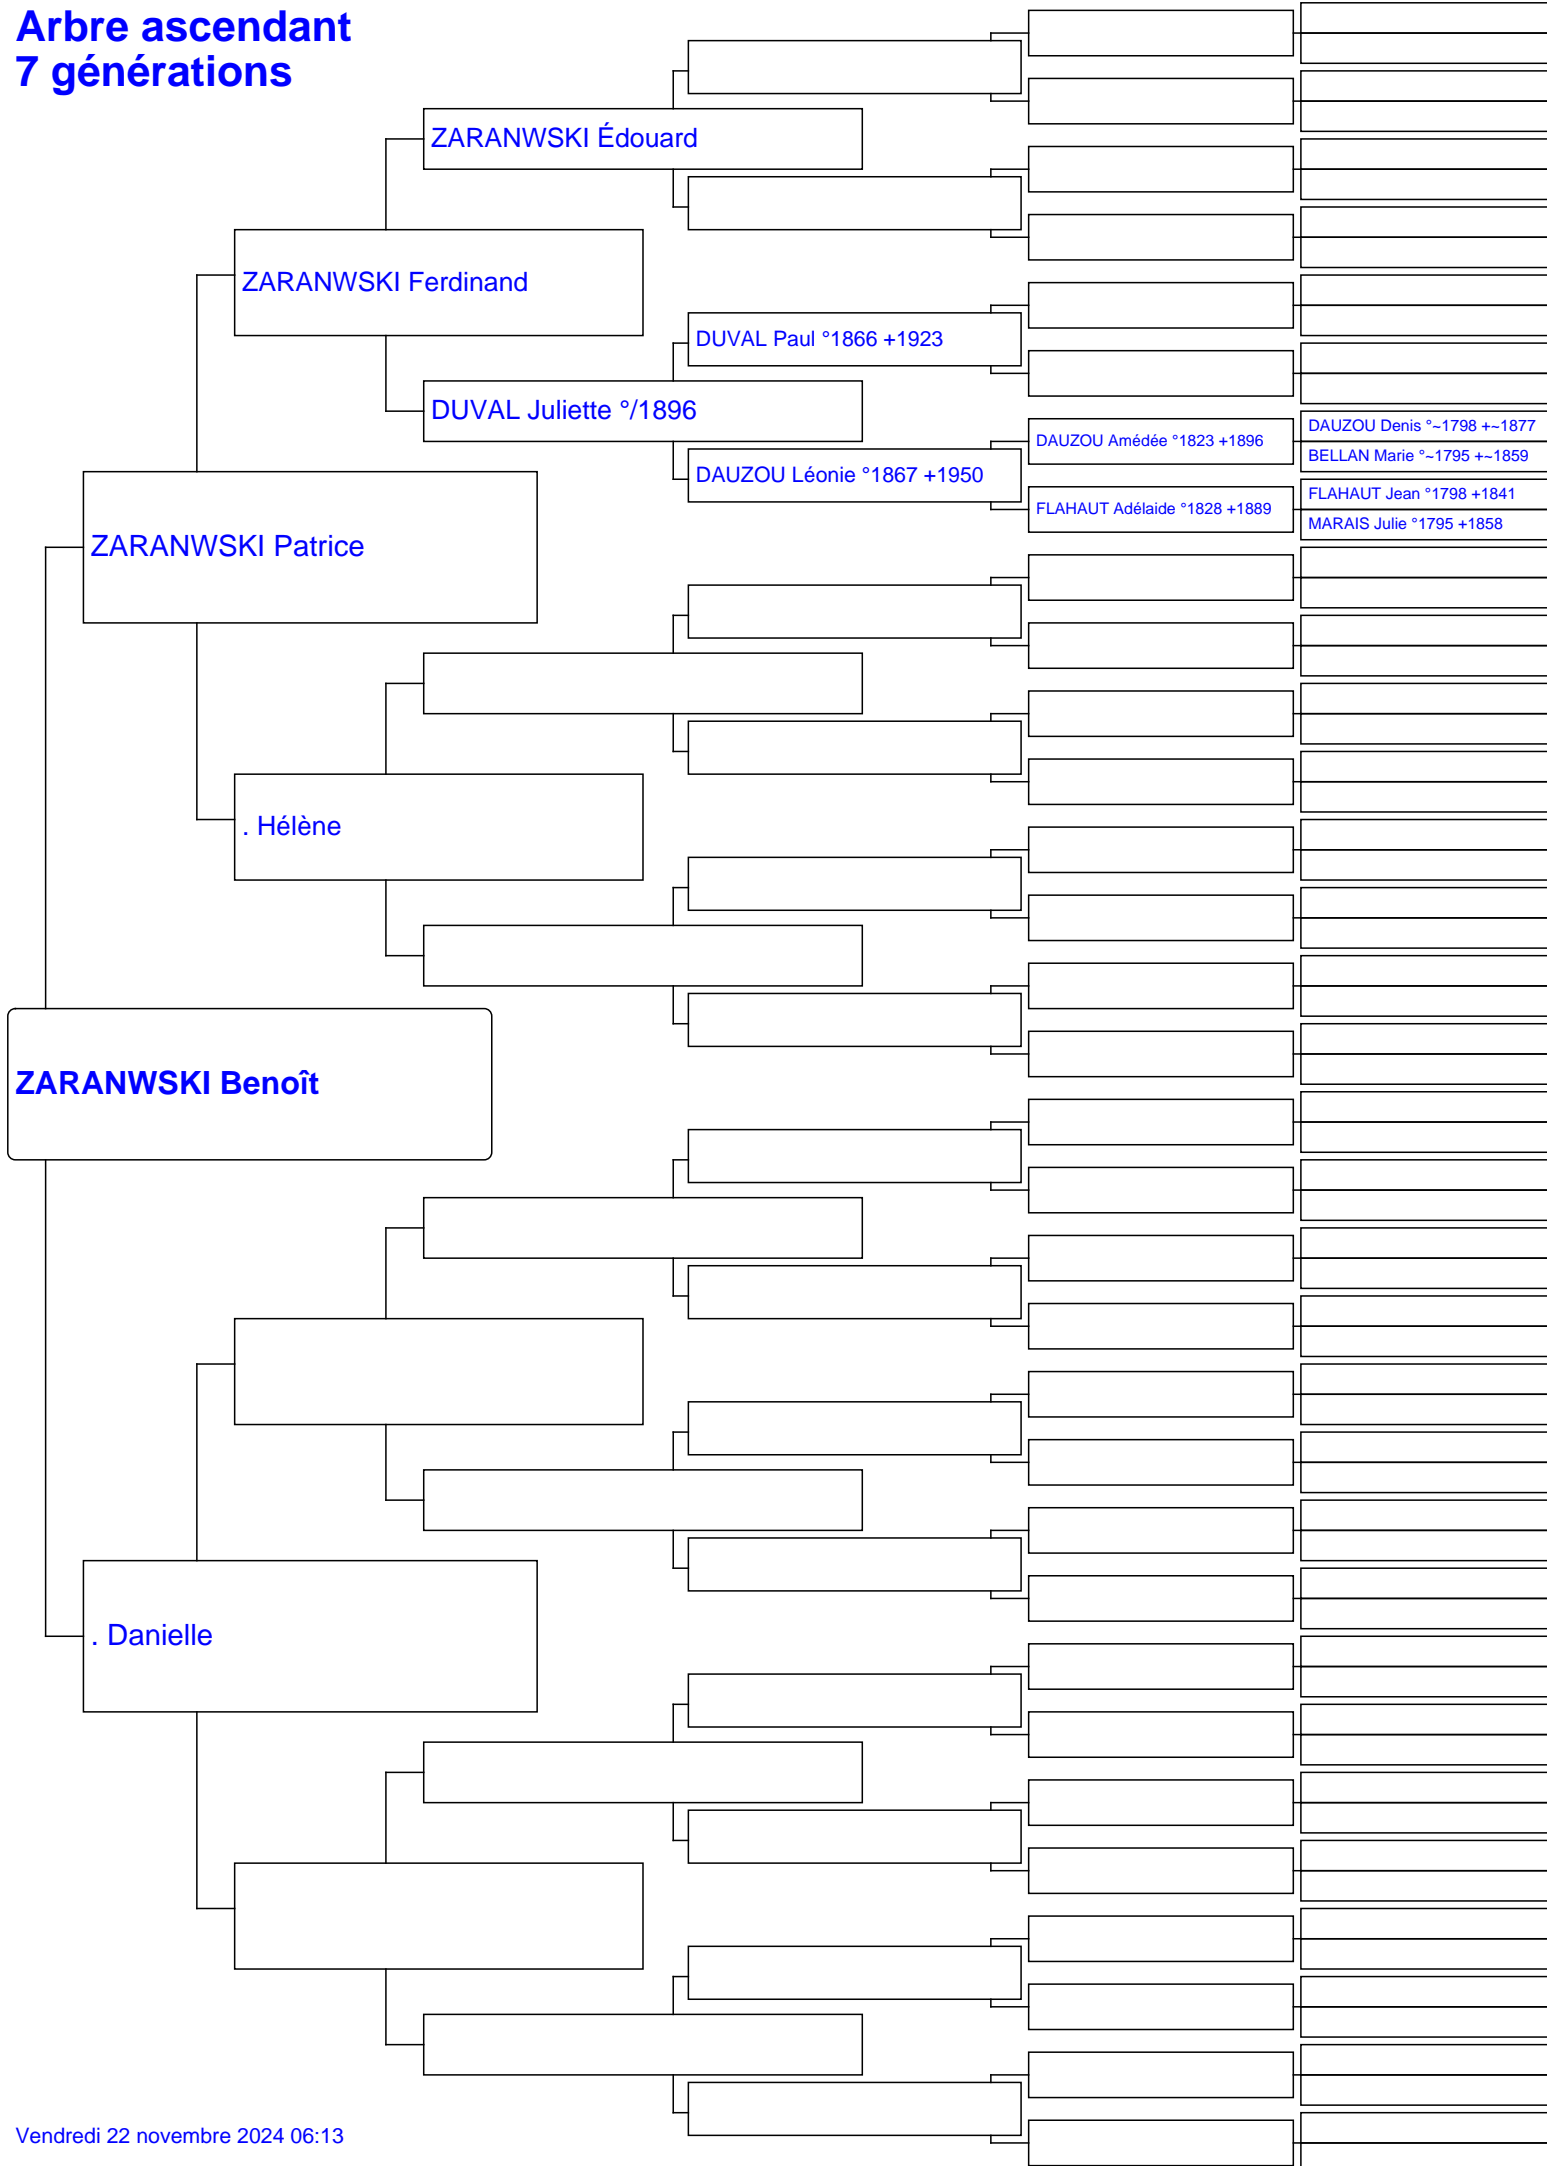 Arbre ascendant
7 générations
ZARANWSKI Édouard
ZARANWSKI Ferdinand
DUVAL Paul °1866 +1923
DUVAL Juliette °/1896
DAUZOU Denis °~1798 +~1877
DAUZOU Amédée °1823 +1896
BELLAN Marie °~1795 +~1859
DAUZOU Léonie °1867 +1950
FLAHAUT Jean °1798 +1841
FLAHAUT Adélaide °1828 +1889
MARAIS Julie °1795 +1858
ZARANWSKI Patrice
. Hélène
ZARANWSKI Benoît
. Danielle
Vendredi 22 novembre 2024 06:13